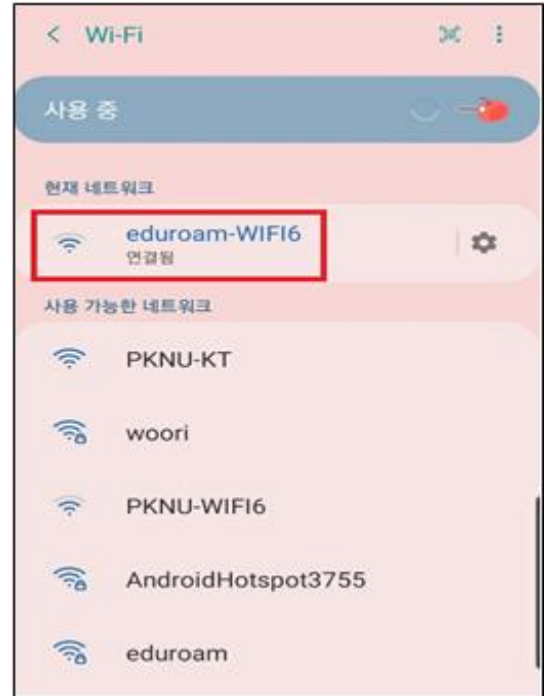 Wi-Fi
사용 중
현재 네트워크
eduroam-WIFI6
연결됨
사용 가능한 네트워크
PKNU-KT
woori
PKNU-WIFI6
AndroidHotspot3755
eduroam